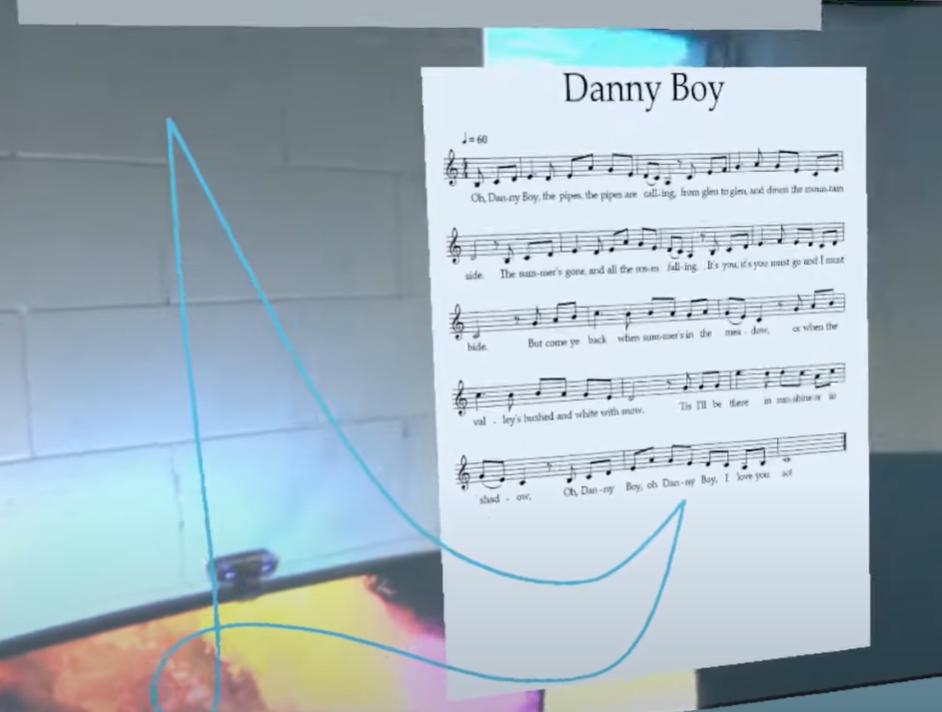 Danny Boy
♩= 60
Oh, Dan-ny Boy, the pipes, the pipes are call-ing, from glen to glen, and down the moun-tain
side. The sum-mer's gone, and all the ros-es fall-ing. It's you, it's you must go and I must
bide. But come ye back when sum-mer's in the mea - dow, or when the
val - ley's hushed and white with snow. 'Tis I'll be there in sun-shine or in
shad - ow, Oh, Dan-ny Boy, oh Dan-ny Boy, I love you so!